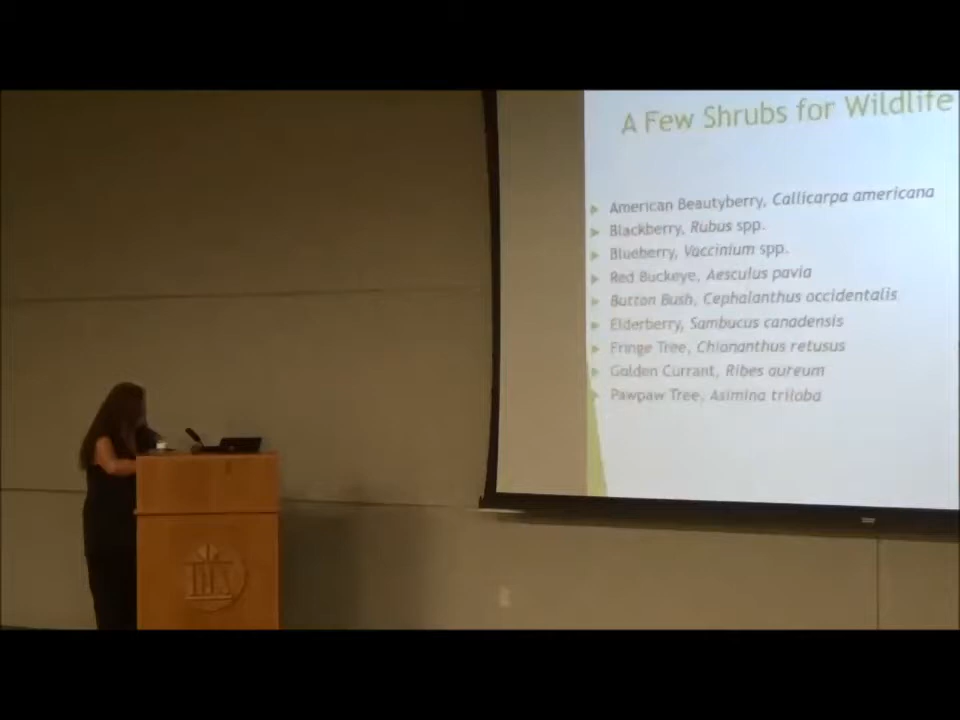 A Few Shrubs for Wildlife
American Beautyberry, Callicarpa americana
Blackberry, Rubus spp.
Blueberry, Vaccinium spp.
Red Buckeye, Aesculus pavia
Button Bush, Cephalanthus occidentalis
Elderberry, Sambucus canadensis
Fringe Tree, Chionanthus retusus
Golden Currant, Ribes aureum
Pawpaw Tree, Asimina triloba